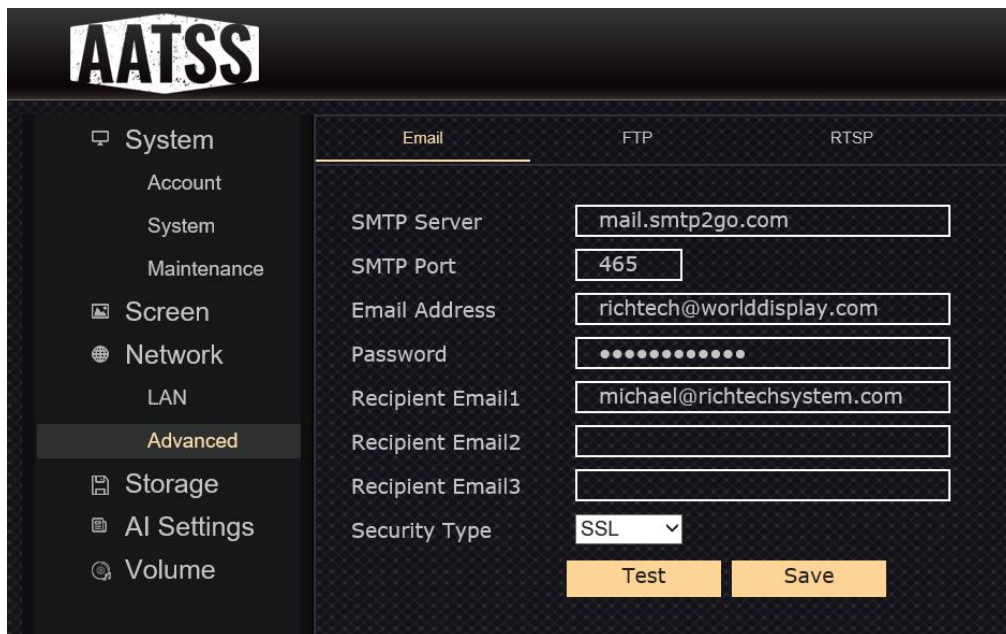 AATSS
System
Account
System
Maintenance
Screen
Network
LAN
Advanced
Storage
AI Settings
Volume
Email FTP RTSP
SMTP Server mail.smtp2go.com
SMTP Port 465
Email Address richtech@worlddisplay.com
Password ••••••••••••
Recipient Email1 michael@richtechsystem.com
Recipient Email2
Recipient Email3
Security Type SSL
Test Save